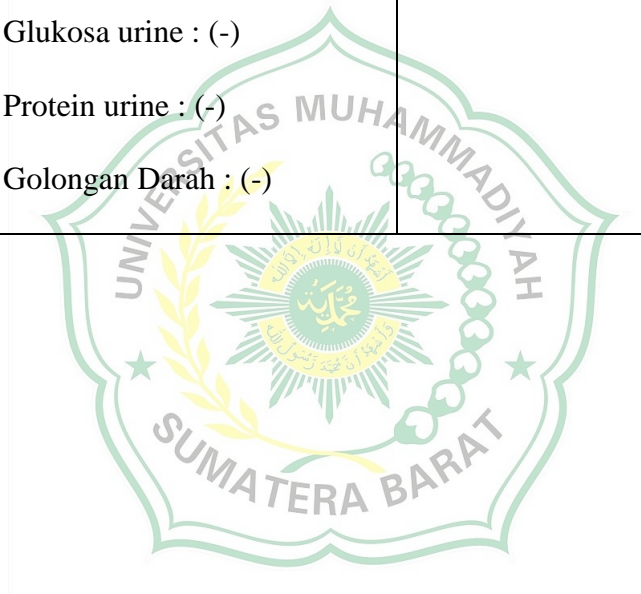 Glukosa urine : (-)
Protein urine : (-)
Golongan Darah : (-)
UNIVERSITAS MUHAMMADIYAH
SUMATERA BARAT